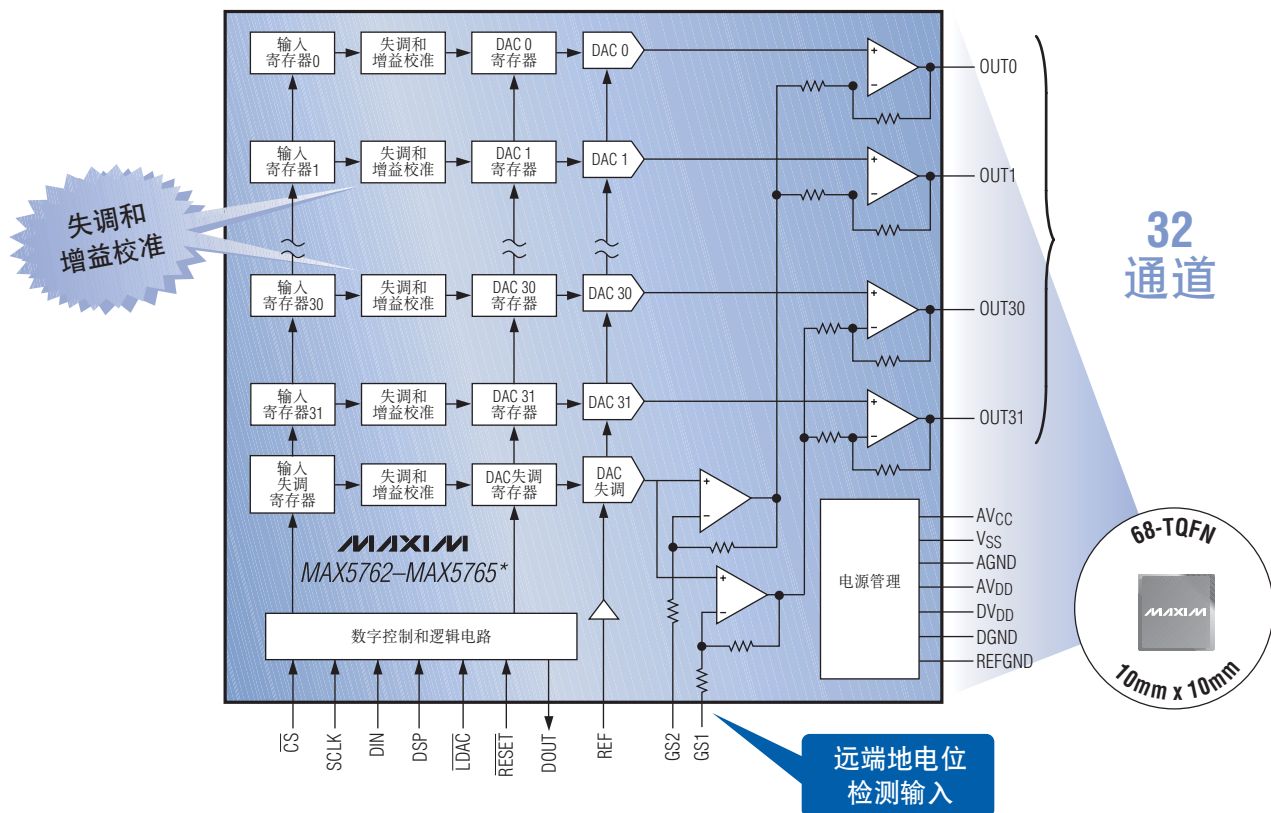 输入
寄存器0
失调和
增益校准
DAC 0
寄存器
DAC 0
OUT0
输入
寄存器1
失调和
增益校准
DAC 1
寄存器
DAC 1
OUT1
失调和
增益校准
32
通道
输入
寄存器30
失调和
增益校准
DAC 30
寄存器
DAC 30
OUT30
输入
寄存器31
失调和
增益校准
DAC 31
寄存器
DAC 31
OUT31
输入
失调
寄存器
失调和
增益校准
DAC失调
寄存器
DAC
失调
+
−
+
−
+
−
+
−
+
−
+
−
MAXIM
MAX5762–MAX5765*
数字控制和逻辑电路
电源管理
AVCC
VSS
AGND
AVDD
DVDD
DGND
REFGND
68-TQFN
MAXIM
10mm x 10mm
CS
SCLK
DIN
DSP
LDAC
RESET
DOUT
REF
GS2
GS1
远端地电位
检测输入